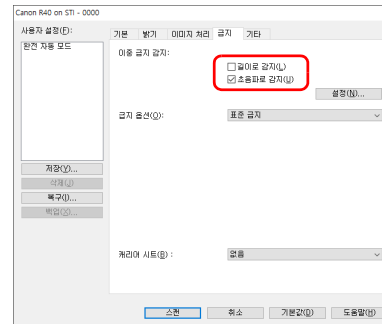 Canon R40 on STI - 0000
사용자 설정(F):
완전 자동 모드
저장(Y)...
삭제(J)
복구(I)...
백업(X)...
기본 밝기 이미지 처리 급지 기타
이중 급지 감지:
길이로 감지(L)
초음파로 감지(U)
설정(N)...
급지 옵션(O):
표준 급지
캐리어 시트(B) :
없음
스캔 취소 기본값(D) 도움말(H)